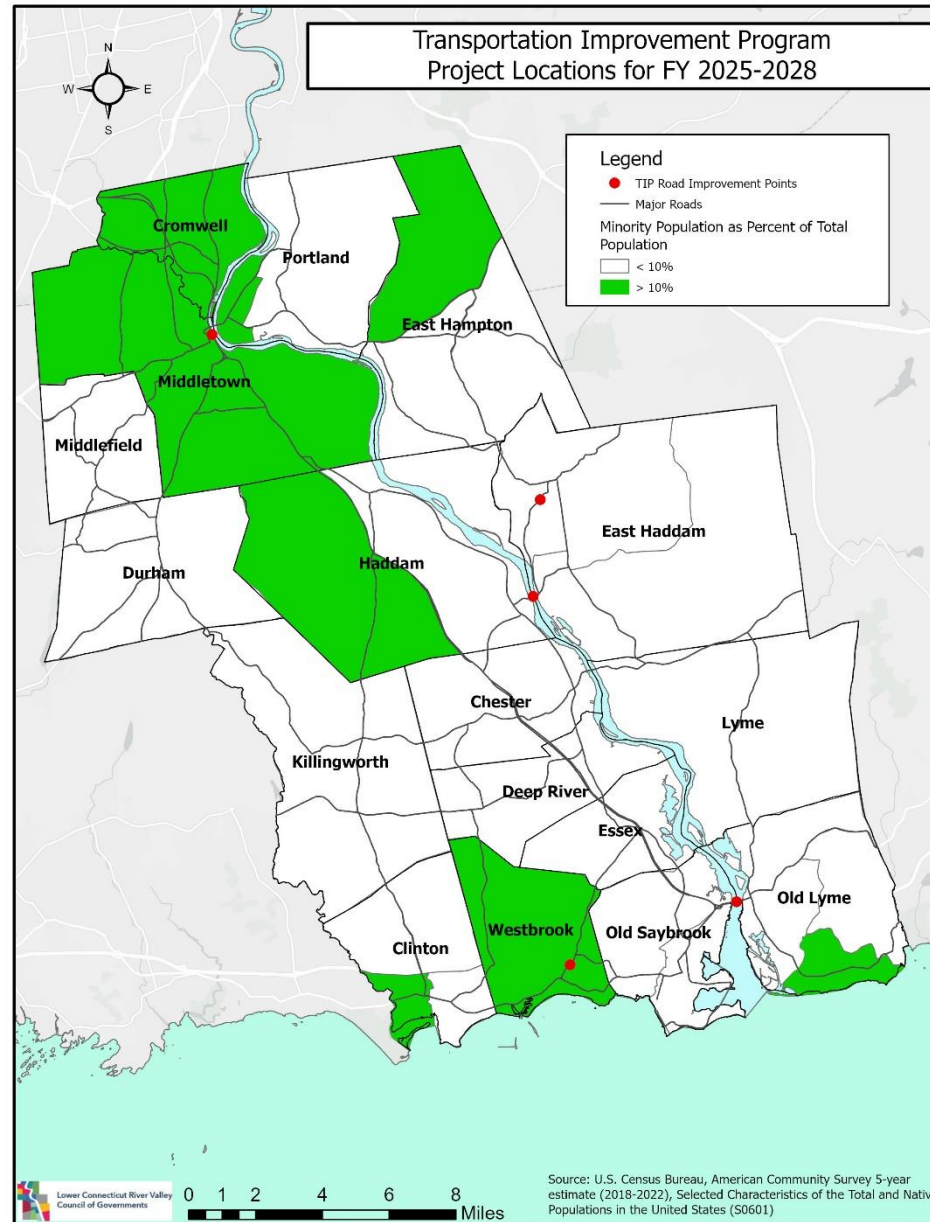 Transportation Improvement Program
Project Locations for FY 2025-2028
N
W
E
S
Legend
TIP Road Improvement Points
Major Roads
Minority Population as Percent of Total
Population
< 10%
> 10%
Cromwell
Portland
East Hampton
Middletown
Middlefield
East Haddam
Durham
Haddam
Chester
Lyme
Killingworth
Deep River
Essex
Old Lyme
Westbrook
Old Saybrook
Clinton
Lower Connecticut River Valley
Council of Governments
0 1 2 4 6 8
Miles
Source: U.S. Census Bureau, American Community Survey 5-year
estimate (2018-2022), Selected Characteristics of the Total and Nativ
Populations in the United States (S0601)